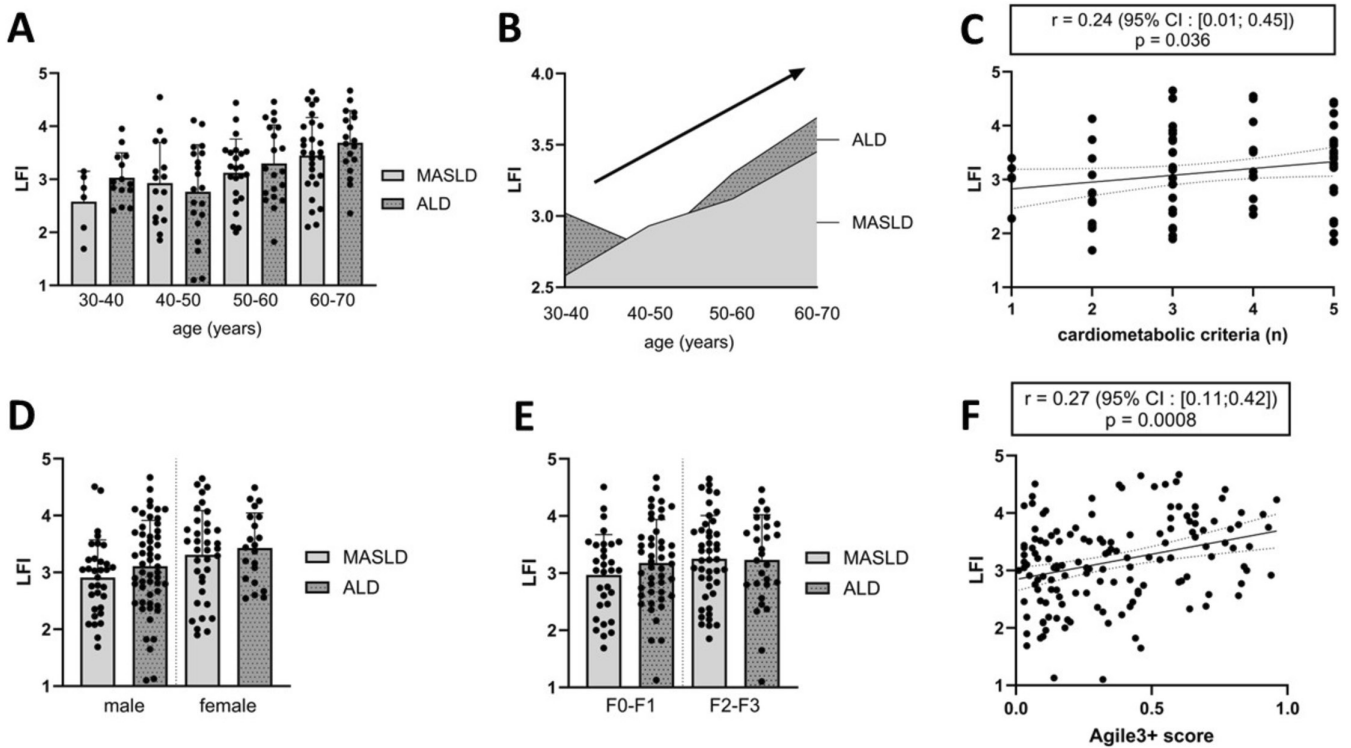 A
LFI
5
4
3
2
1
30-40
40-50
50-60
60-70
age (years)
MASLD
ALD
B
LFI
4.0
3.5
3.0
2.5
30-40
40-50
50-60
60-70
age (years)
ALD
MASLD
C
r = 0.24 (95% CI : [0.01; 0.45])
p = 0.036
LFI
5
4
3
2
1
1
2
3
4
5
cardiometabolic criteria (n)
D
LFI
5
4
3
2
1
male
female
MASLD
ALD
E
LFI
5
4
3
2
1
F0-F1
F2-F3
MASLD
ALD
F
r = 0.27 (95% CI : [0.11;0.42])
p = 0.0008
LFI
5
4
3
2
1
0.0
0.5
1.0
Agile3+ score